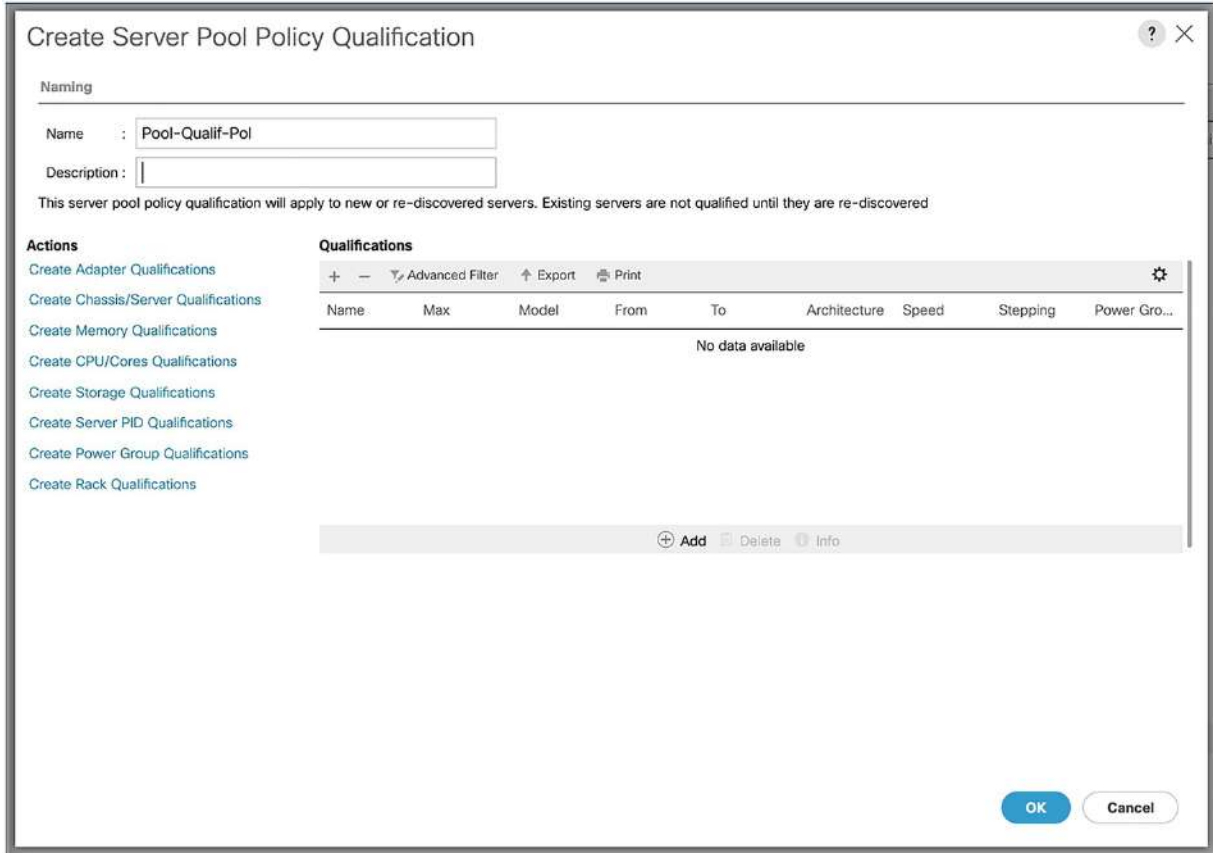 Create Server Pool Policy Qualification
?
Naming
Name : Pool-Qualif-Pol
Description :
This server pool policy qualification will apply to new or re-discovered servers. Existing servers are not qualified until they are re-discovered
Actions
Create Adapter Qualifications
Create Chassis/Server Qualifications
Create Memory Qualifications
Create CPU/Cores Qualifications
Create Storage Qualifications
Create Server PID Qualifications
Create Power Group Qualifications
Create Rack Qualifications
Qualifications
+ − Advanced Filter Export Print
Name Max Model From To Architecture Speed Stepping Power Gro...
No data available
Add Delete Info
OK Cancel